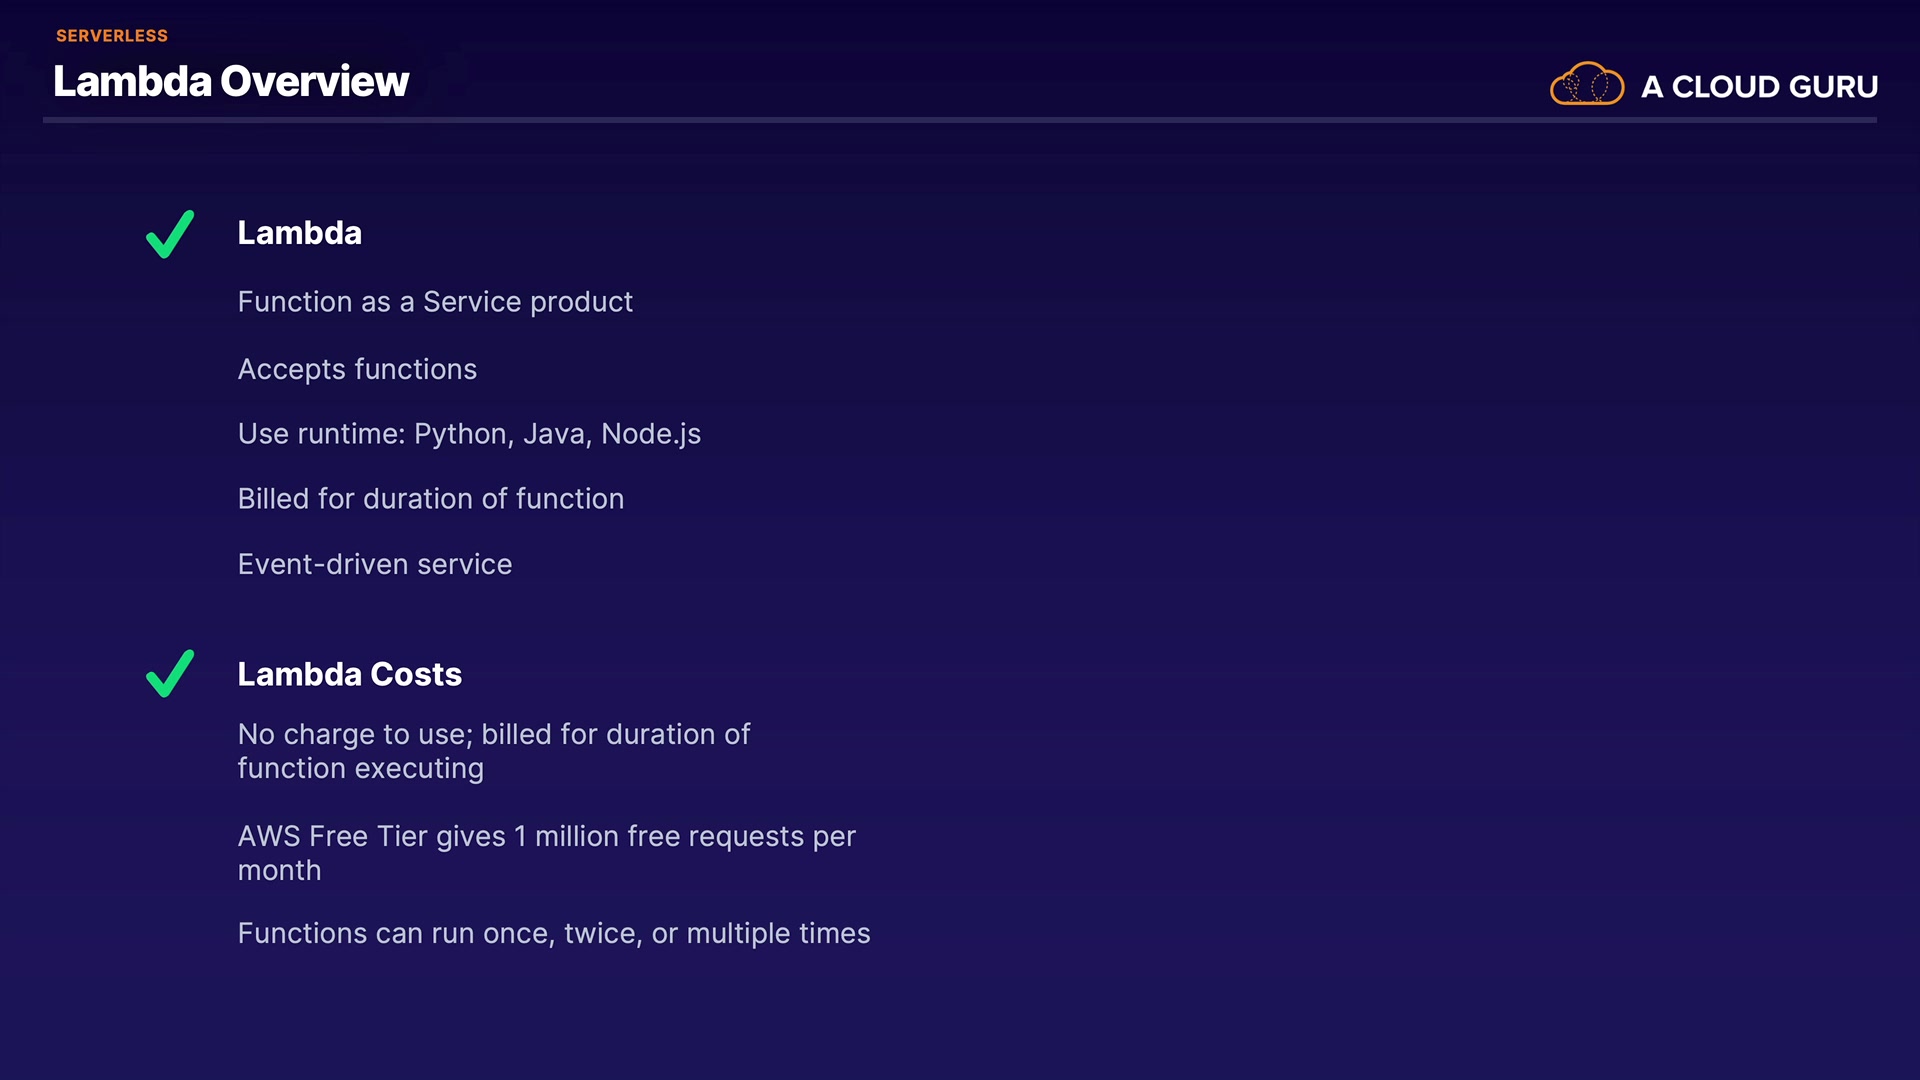 SERVERLESS
Lambda Overview
A CLOUD GURU
Lambda
Function as a Service product
Accepts functions
Use runtime: Python, Java, Node.js
Billed for duration of function
Event-driven service
Lambda Costs
No charge to use; billed for duration of
function executing
AWS Free Tier gives 1 million free requests per
month
Functions can run once, twice, or multiple times